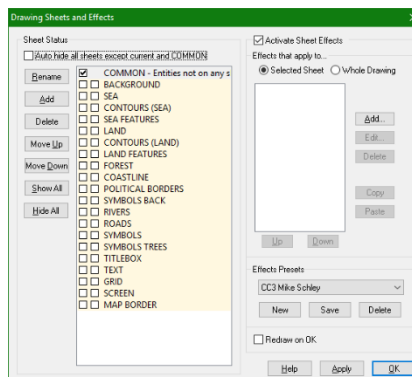 Drawing Sheets and Effects
Sheet Status
Auto hide all sheets except current and COMMON
Rename
Add
Delete
Move Up
Move Down
Show All
Hide All
COMMON - Entities not on any s
BACKGROUND
SEA
CONTOURS (SEA)
SEA FEATURES
LAND
CONTOURS (LAND)
LAND FEATURES
FOREST
COASTLINE
POLITICAL BORDERS
SYMBOLS BACK
RIVERS
ROADS
SYMBOLS
SYMBOLS TREES
TITLEBOX
TEXT
GRID
SCREEN
MAP BORDER
Activate Sheet Effects
Effects that apply to...
Selected Sheet Whole Drawing
Add...
Edit...
Delete
Copy
Paste
Up Down
Effects Presets
CC3 Mike Schley
New Save Delete
Redraw on OK
Help Apply OK